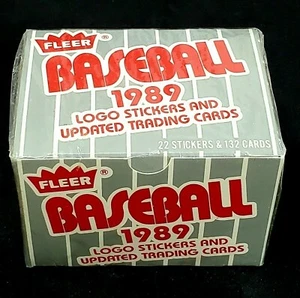 FLEER®
BASEBALL
1989
LOGO STICKERS AND
UPDATED TRADING CARDS
22 STICKERS & 132 CARDS
FLEER®
BASEBALL
1989
LOGO STICKERS AND
UPDATED TRADING CARDS